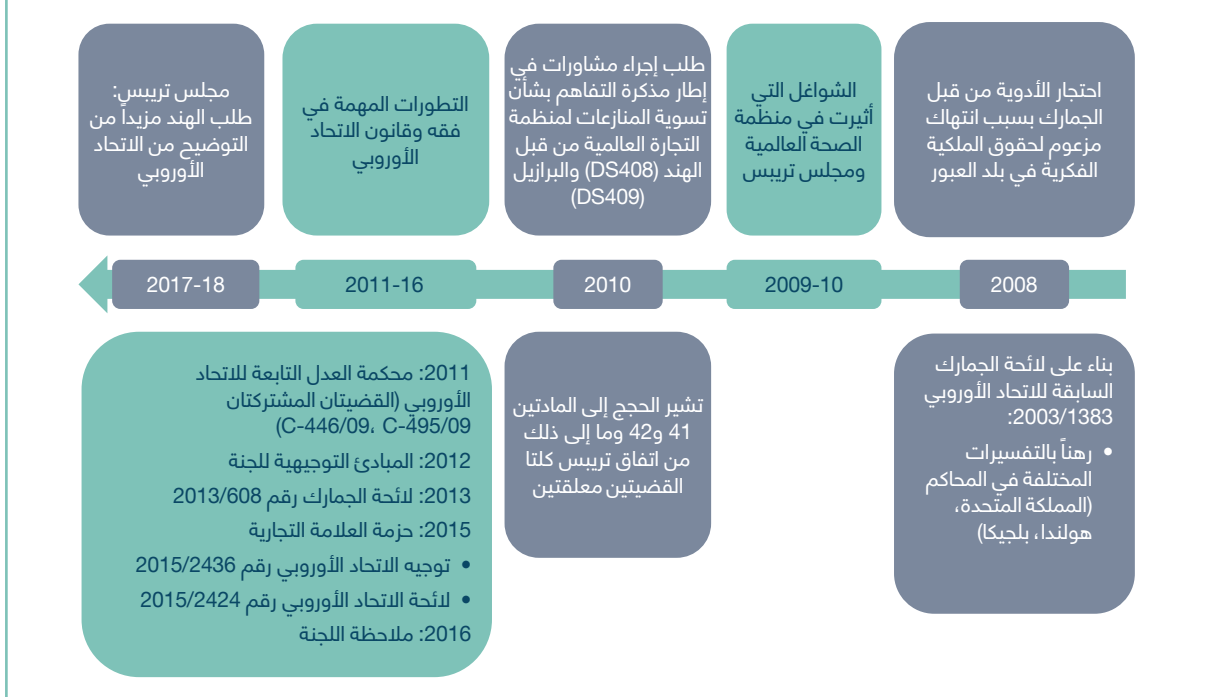 احتجار الأدوية من قبل
الجمارك بسبب انتهاك
مزعوم لحقوق الملكية
الفكرية في بلد العبور
الشواغل التي
أثيرت في منظمة
الصحة العالمية
ومجلس تريبس
طلب إجراء مشاورات في
إطار مذكرة التفاهم بشأن
تسوية المنازعات لمنظمة
التجارة العالمية من قبل
الهند (DS408) والبرازيل
(DS409)
التطورات المهمة في
فقه وقانون الاتحاد
الأوروبي
مجلس تريبس:
طلب الهند مزيداً من
التوضيح من الاتحاد
الأوروبي
2008
2009-10
2010
2011-16
2017-18
بناء على لائحة الجمارك
السابقة للاتحاد الأوروبي
2003/1383:
• رهناً بالتفسيرات
المختلفة في المحاكم
(المملكة المتحدة،
هولندا، بلجيكا)
تشير الحجج إلى المادتين
41 و42 وما إلى ذلك
من اتفاق تريبس كلتا
القضيتين معلقتين
2011: محكمة العدل التابعة للاتحاد
الأوروبي (القضيتان المشتركتان
C-446/09، C-495/09)
2012: المبادئ التوجيهية للجنة
2013: لائحة الجمارك رقم 2013/608
2015: حزمة العلامة التجارية
• توجيه الاتحاد الأوروبي رقم 2015/2436
• لائحة الاتحاد الأوروبي رقم 2015/2424
2016: ملاحظة اللجنة